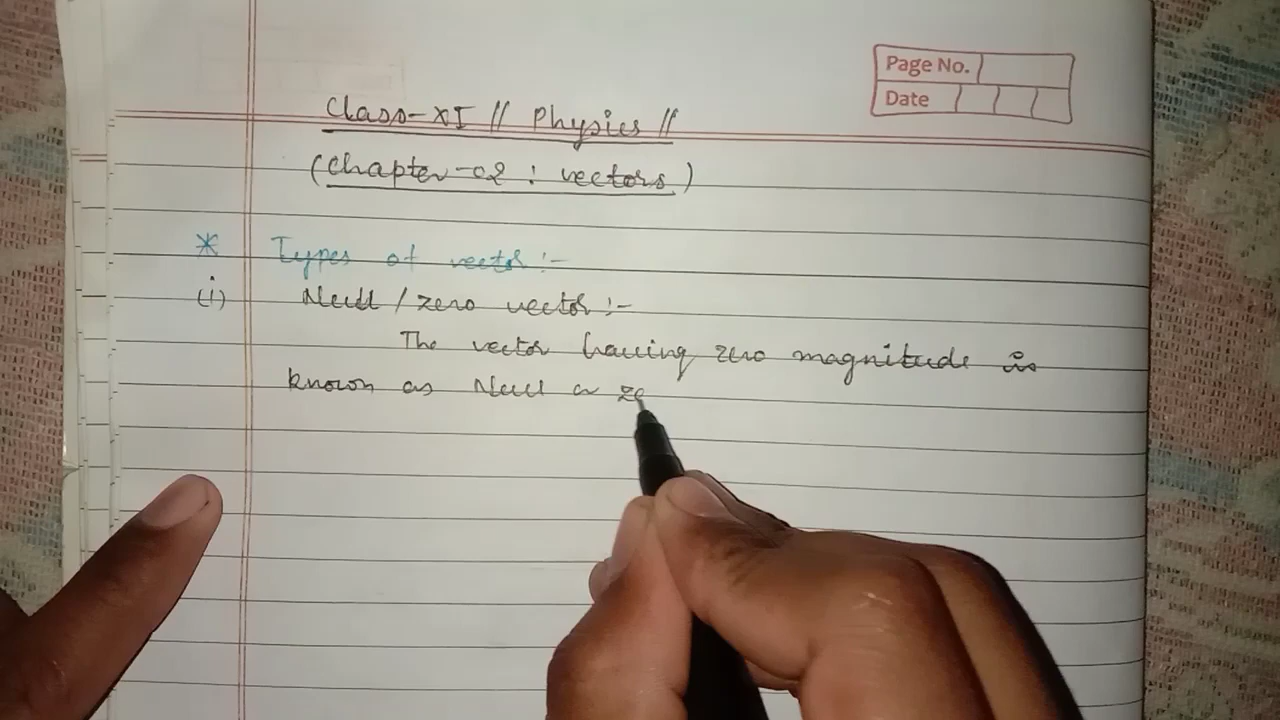 Page No.
Date
Class-XI // Physics //
(Chapter-02 : vectors)
* Types of vector :-
(i) Null / zero vector :-
The vector having zero magnitude is
known as Null or ze